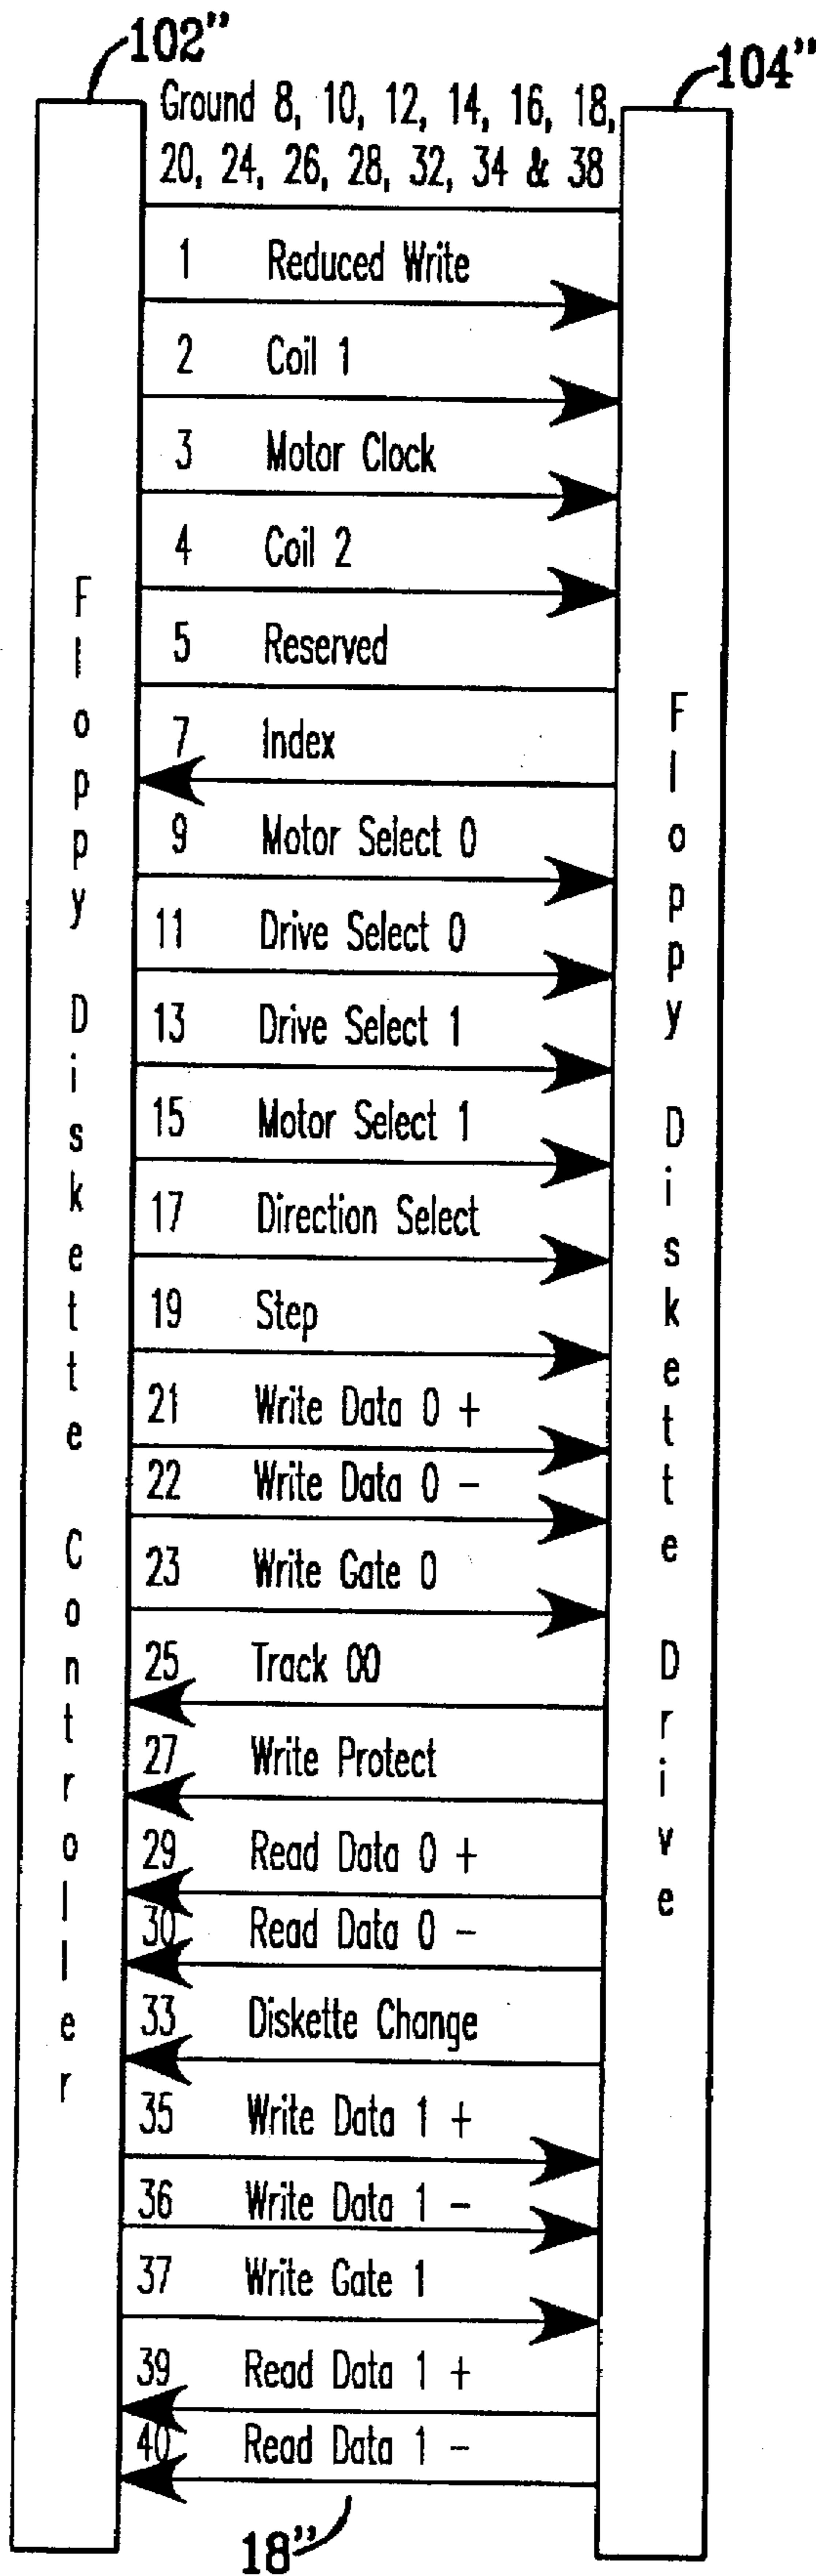 102"
104"
Ground 8, 10, 12, 14, 16, 18,
20, 24, 26, 28, 32, 34 & 38
1 Reduced Write
2 Coil 1
3 Motor Clock
4 Coil 2
5 Reserved
7 Index
9 Motor Select 0
11 Drive Select 0
13 Drive Select 1
15 Motor Select 1
17 Direction Select
19 Step
21 Write Data 0 +
22 Write Data 0 -
23 Write Gate 0
25 Track 00
27 Write Protect
29 Read Data 0 +
30 Read Data 0 -
33 Diskette Change
35 Write Data 1 +
36 Write Data 1 -
37 Write Gate 1
39 Read Data 1 +
40 Read Data 1 -
Floppy Diskette Controller
Floppy Diskette Drive
18"